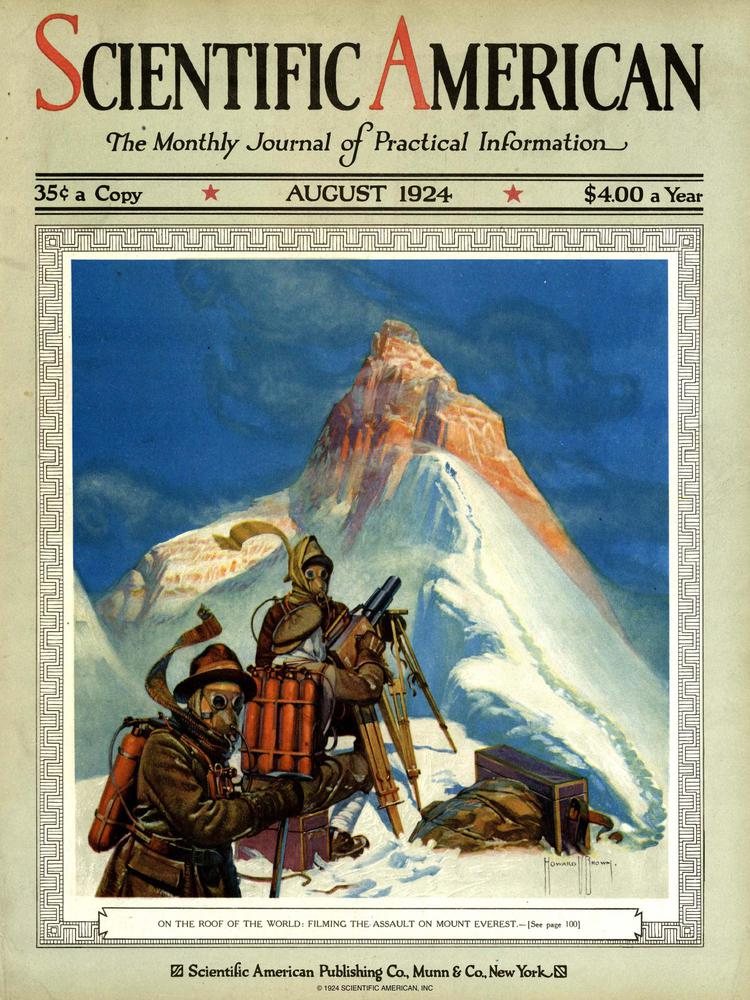 SCIENTIFIC AMERICAN
The Monthly Journal of Practical Information
35¢ a Copy ★ AUGUST 1924 ★ $4.00 a Year
HOWARD V BROWN.
ON THE ROOF OF THE WORLD: FILMING THE ASSAULT ON MOUNT EVEREST.—[See page 100]
Scientific American Publishing Co., Munn & Co., New York
© 1924 SCIENTIFIC AMERICAN, INC